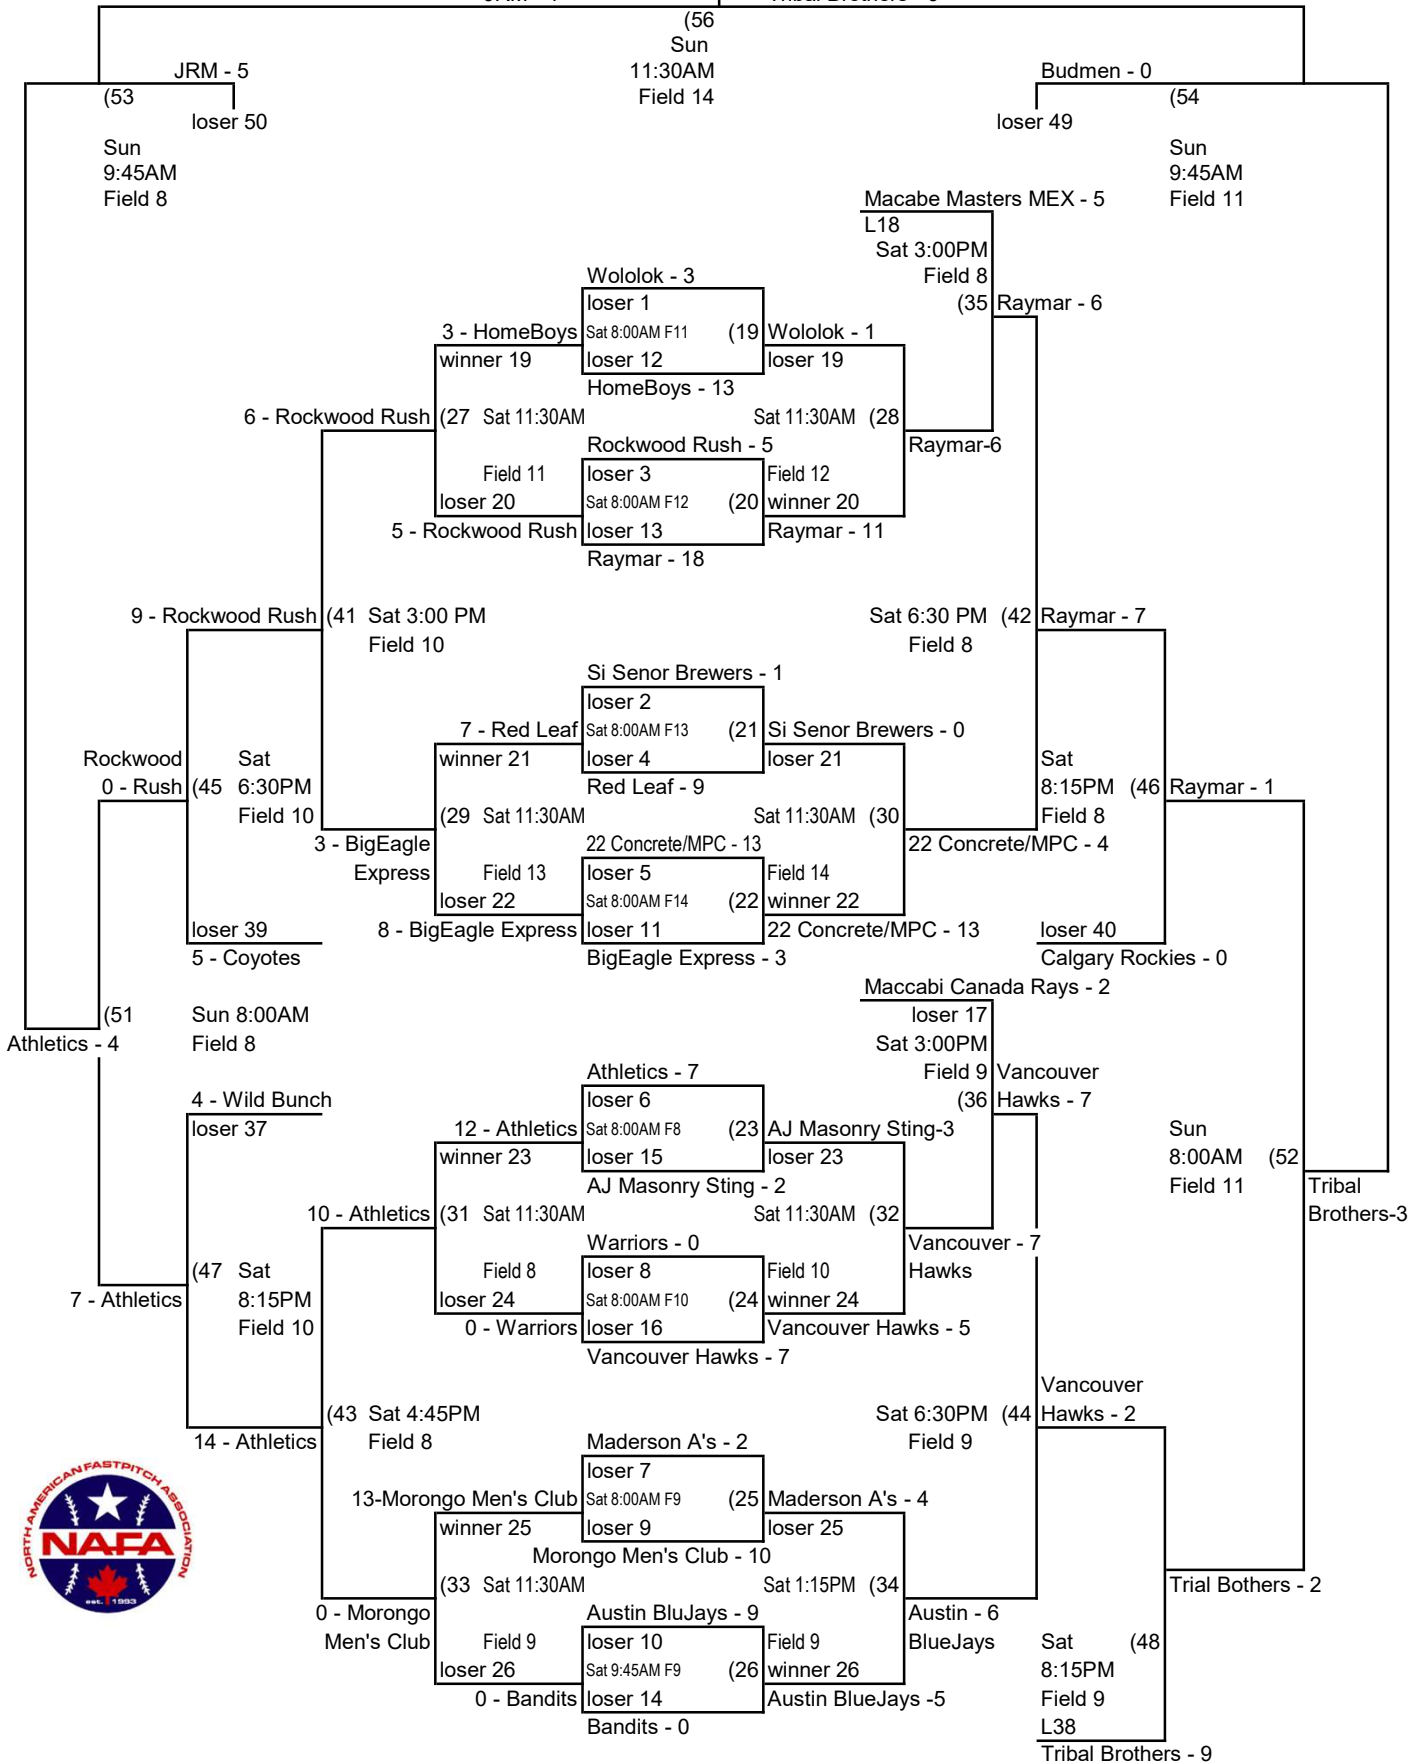 (56
Sun
11:30AM
Field 14
JRM - 5
(53
loser 50
Sun
9:45AM
Field 8
Budmen - 0
(54
loser 49
Sun
9:45AM
Field 11
Macabe Masters MEX - 5
L18
Sat 3:00PM
Field 8
(35 Raymar - 6
Wololok - 3
loser 1
3 - HomeBoys Sat 8:00AM F11 (19 Wololok - 1
winner 19 loser 12 loser 19
HomeBoys - 13
6 - Rockwood Rush (27 Sat 11:30AM Sat 11:30AM (28
Rockwood Rush - 5 Raymar-6
Field 11 loser 3 Field 12
loser 20 Sat 8:00AM F12 (20 winner 20
5 - Rockwood Rush loser 13 Raymar - 11
Raymar - 18
9 - Rockwood Rush (41 Sat 3:00 PM Sat 6:30 PM (42 Raymar - 7
Field 10 Field 8
Si Senor Brewers - 1
loser 2
7 - Red Leaf Sat 8:00AM F13 (21 Si Senor Brewers - 0
Rockwood Sat winner 21 loser 4 loser 21 Sat
0 - Rush (45 6:30PM Red Leaf - 9 8:15PM (46 Raymar - 1
Field 10 (29 Sat 11:30AM Sat 11:30AM (30 Field 8
3 - BigEagle 22 Concrete/MPC - 13 22 Concrete/MPC - 4
Express Field 13 loser 5 Field 14
loser 22 Sat 8:00AM F14 (22 winner 22
loser 39 8 - BigEagle Express loser 11 22 Concrete/MPC - 13 loser 40
5 - Coyotes BigEagle Express - 3 Calgary Rockies - 0
Maccabi Canada Rays - 2
(51 Sun 8:00AM loser 17
Athletics - 4 Field 8 Sat 3:00PM
Athletics - 7 Field 9 Vancouver
4 - Wild Bunch loser 6 (36 Hawks - 7
loser 37 12 - Athletics Sat 8:00AM F8 (23 AJ Masonry Sting-3 Sun
winner 23 loser 15 loser 23 8:00AM (52
AJ Masonry Sting - 2 Field 11 Tribal
10 - Athletics (31 Sat 11:30AM Sat 11:30AM (32 Brothers-3
Warriors - 0 Vancouver - 7
(47 Sat Field 8 loser 8 Field 10 Hawks
7 - Athletics 8:15PM loser 24 Sat 8:00AM F10 (24 winner 24
Field 10 0 - Warriors loser 16 Vancouver Hawks - 5
Vancouver Hawks - 7
Vancouver
(43 Sat 4:45PM Sat 6:30PM (44 Hawks - 2
14 - Athletics Field 8 Maderson A's - 2 Field 9
loser 7
13-Morongo Men's Club Sat 8:00AM F9 (25 Maderson A's - 4
winner 25 loser 9 loser 25
Morongo Men's Club - 10
(33 Sat 11:30AM Sat 1:15PM (34 Trial Bothers - 2
0 - Morongo Austin BluJays - 9 Austin - 6
Men's Club Field 9 loser 10 Field 9 BlueJays Sat (48
loser 26 Sat 9:45AM F9 (26 winner 26 8:15PM
0 - Bandits loser 14 Austin BlueJays -5 Field 9
Bandits - 0 L38
Tribal Brothers - 9
NORTH AMERICAN FASTPITCH ASSOCIATION
NAFA
est. 1993